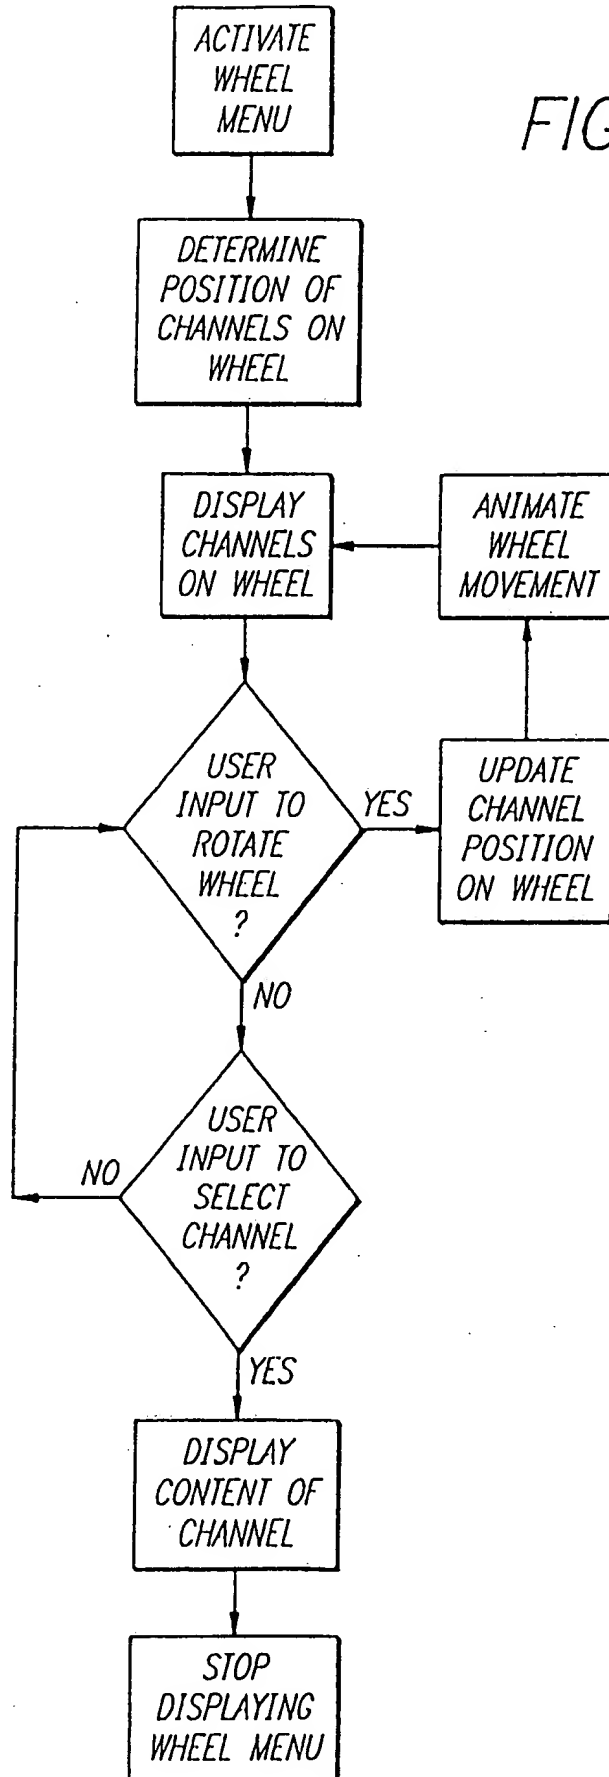 ACTIVATE
WHEEL
MENU
FIG
DETERMINE
POSITION OF
CHANNELS ON
WHEEL
DISPLAY
CHANNELS
ON WHEEL
ANIMATE
WHEEL
MOVEMENT
USER
INPUT TO
ROTATE
WHEEL
?
YES
UPDATE
CHANNEL
POSITION
ON WHEEL
NO
USER
INPUT TO
SELECT
CHANNEL
?
NO
YES
DISPLAY
CONTENT OF
CHANNEL
STOP
DISPLAYING
WHEEL MENU